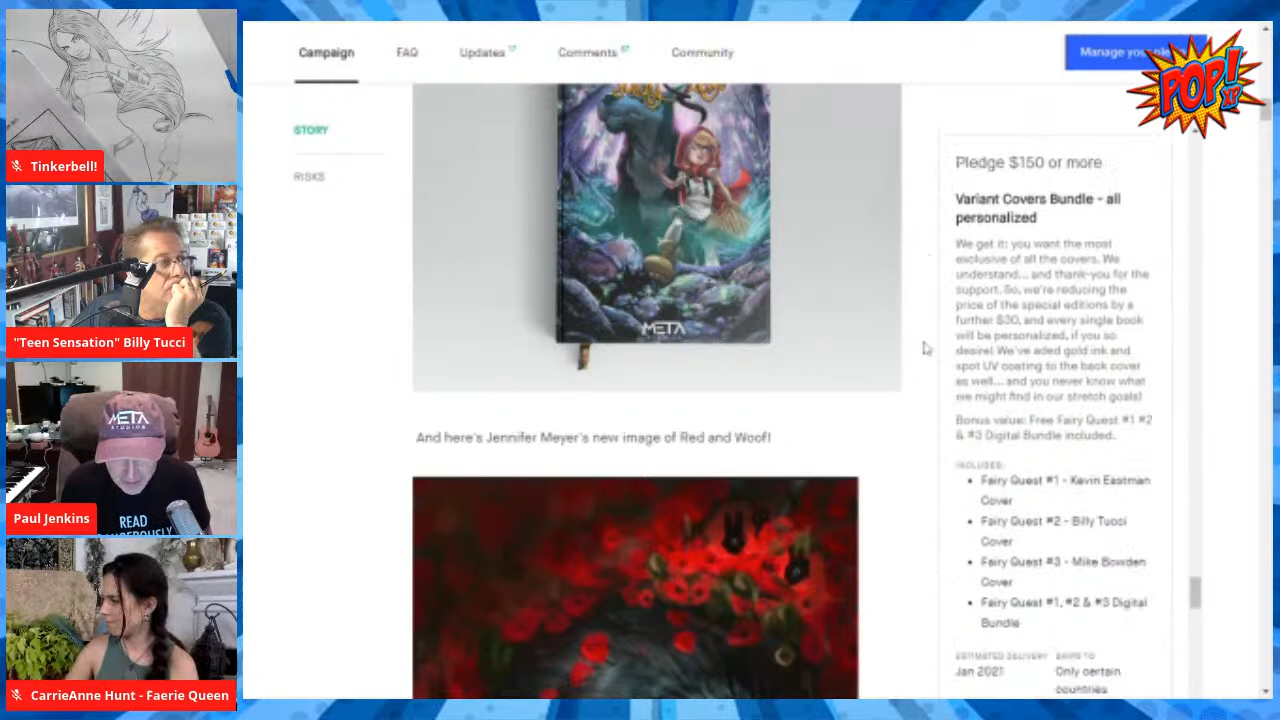 Tinkerbell!
"Teen Sensation" Billy Tucci
META
STUDIOS
READ
DANGEROUSLY
Paul Jenkins
CarrieAnne Hunt - Faerie Queen
Campaign
FAQ
Updates
Comments
Community
Manage your
POP!
XP
STORY
RISKS
META
And here's Jennifer Meyer's new image of Red and Woof!
Pledge $150 or more
Variant Covers Bundle - all
personalized
We get it: you want the most
exclusive of all the covers. We
understand... and thank-you for the
support. So, we're reducing the
price of the special editions by a
further $30, and every single book
will be personalized, if you so
desire! We've aded gold ink and
spot UV coating to the back cover
as well... and you never know what
we might find in our stretch goals!
Bonus value: Free Fairy Quest #1 #2
& #3 Digital Bundle included.
INCLUDES:
Fairy Quest #1 - Kevin Eastman
Cover
Fairy Quest #2 - Billy Tucci
Cover
Fairy Quest #3 - Mike Bowden
Cover
Fairy Quest #1, #2 & #3 Digital
Bundle
ESTIMATED DELIVERY
SHIPS TO
Jan 2021
Only certain
countries